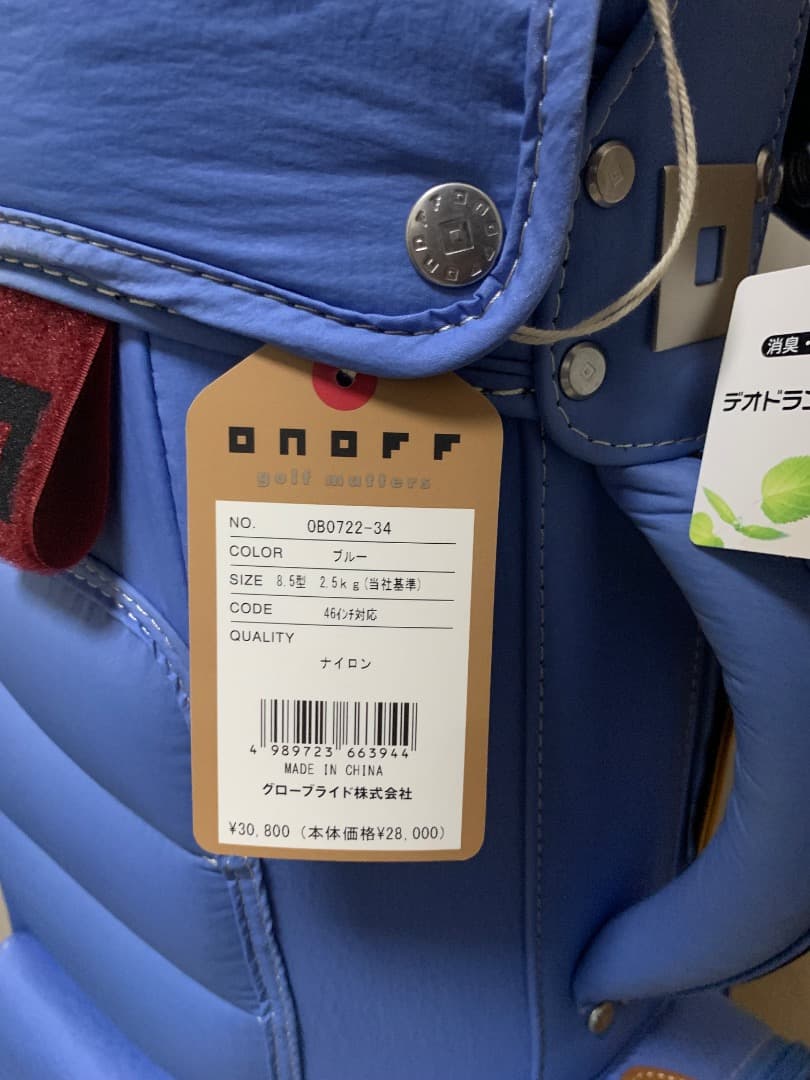 ONOFF
ONOFF
消臭・
デオドラン
onoff
golf matters
NO. OB0722-34
COLOR ブルー
SIZE 8.5型 2.5kg(当社基準)
CODE 46ｲﾝﾁ対応
QUALITY
ナイロン
4 989723 663944
MADE IN CHINA
グローブライド株式会社
¥30,800 (本体価格¥28,000)